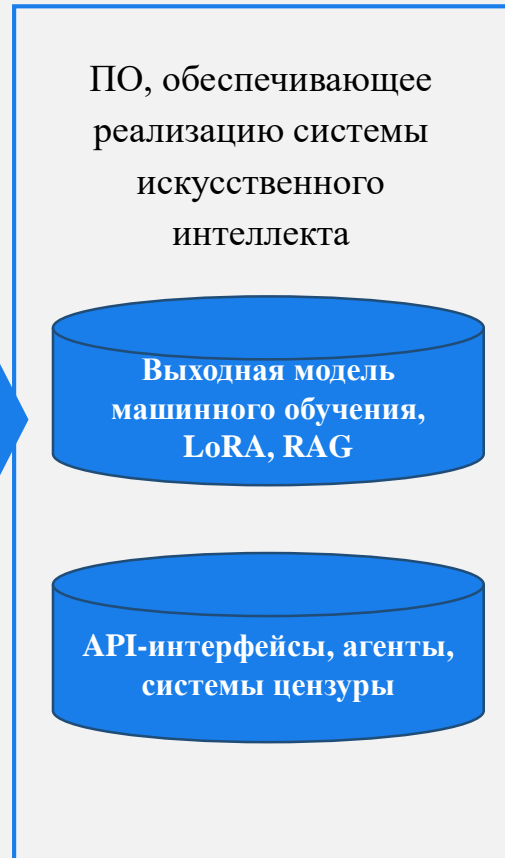 ПО, обеспечивающее
реализацию системы
искусственного
интеллекта
Выходная модель
машинного обучения,
LoRA, RAG
API-интерфейсы, агенты,
системы цензуры